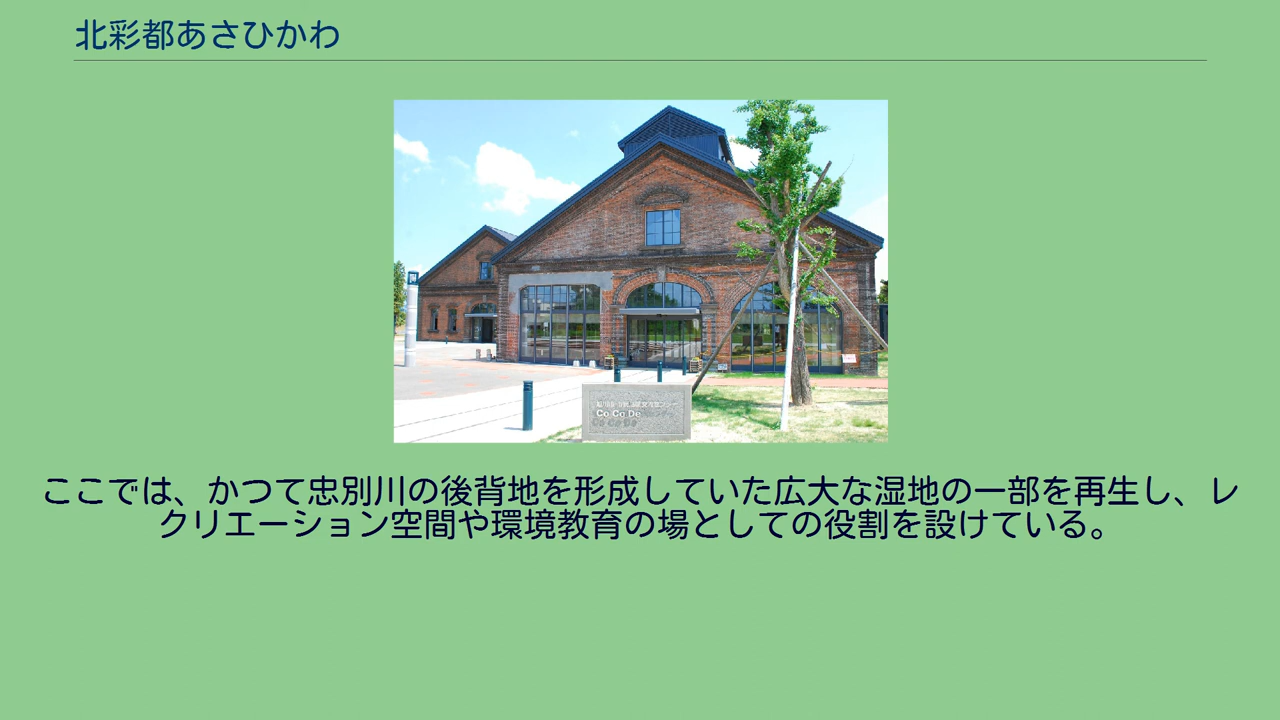 北彩都あさひかわ
Co Co De
ここでは、かつて忠別川の後背地を形成していた広大な湿地の一部を再生し、レ
クリエーション空間や環境教育の場としての役割を設けている。